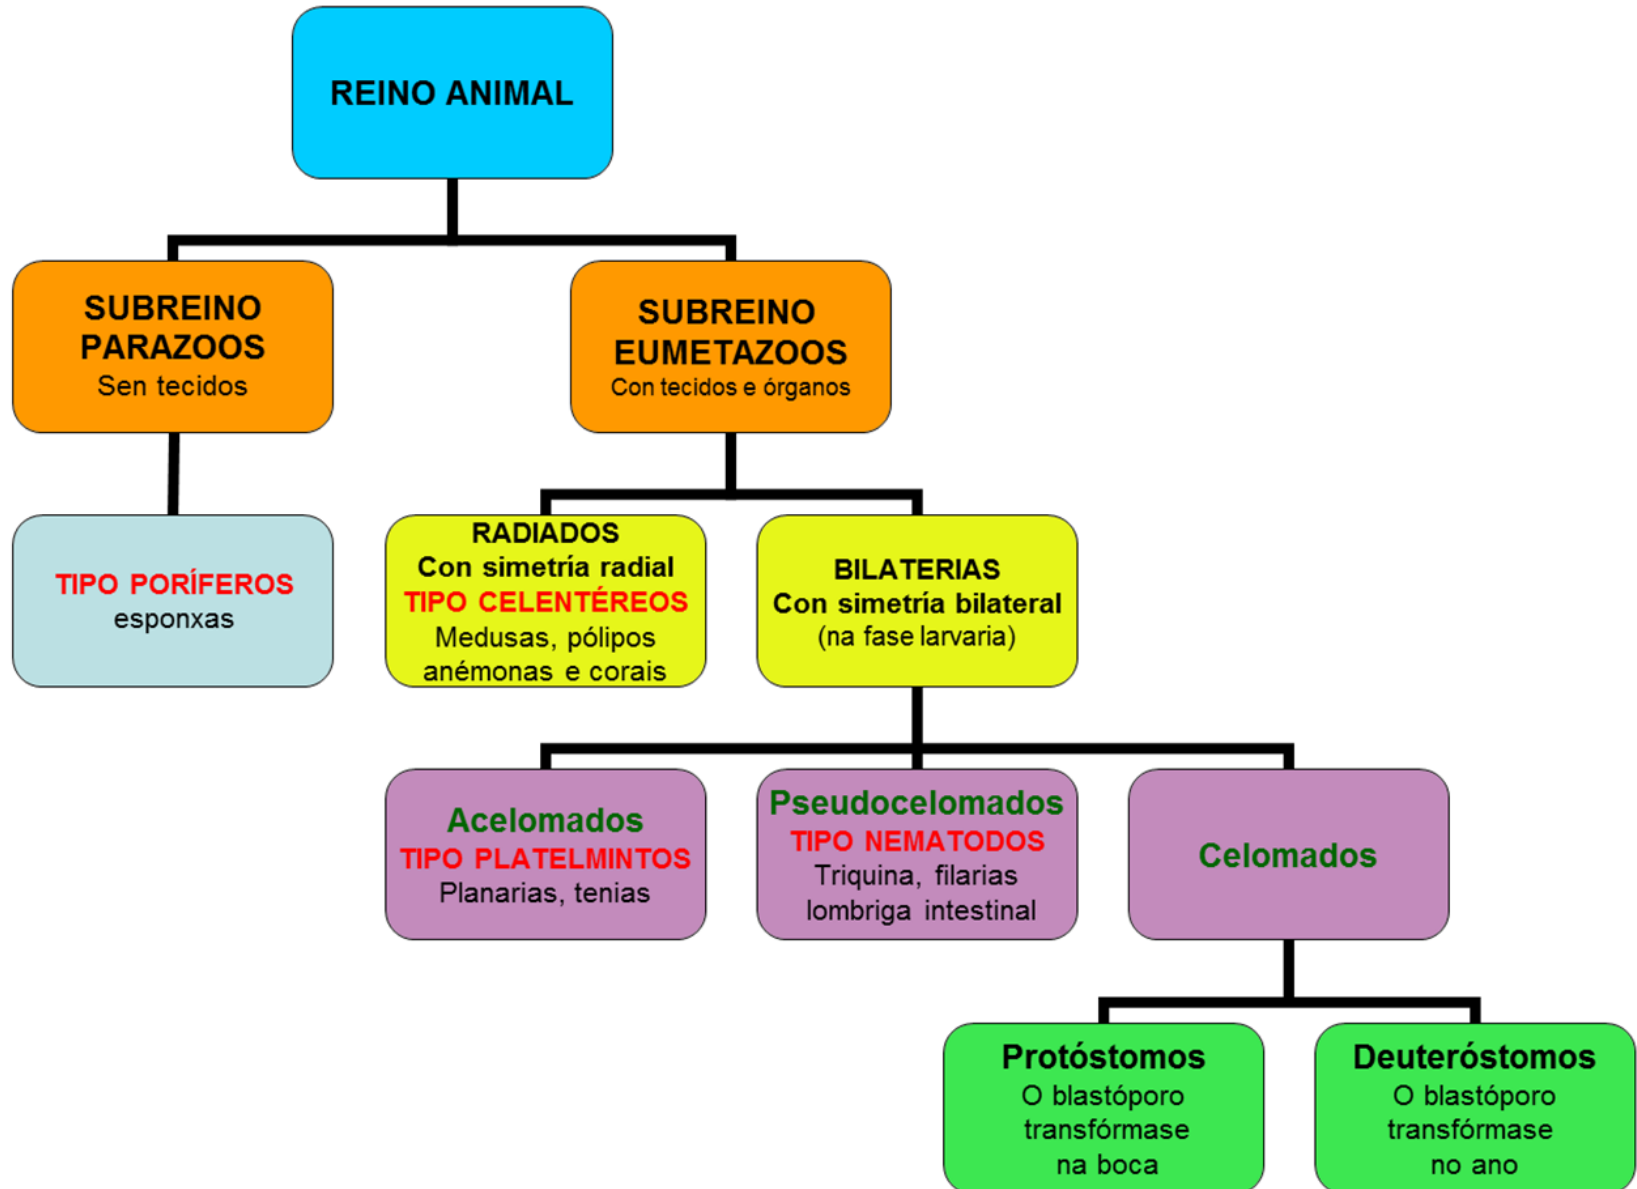 REINO ANIMAL
SUBREINO
PARAZOOS
Sen tecidos
SUBREINO
EUMETAZOOS
Con tecidos e órganos
TIPO PORÍFEROS
esponxas
RADIADOS
Con simetría radial
TIPO CELENTÉREOS
Medusas, pólipos
anémonas e corais
BILATERIAS
Con simetría bilateral
(na fase larvaria)
Acelomados
TIPO PLATELMINTOS
Planarias, tenias
Pseudocelomados
TIPO NEMATODOS
Triquina, filarias
lombriga intestinal
Celomados
Protóstomos
O blastóporo
transfórmase
na boca
Deuteróstomos
O blastóporo
transfórmase
no ano